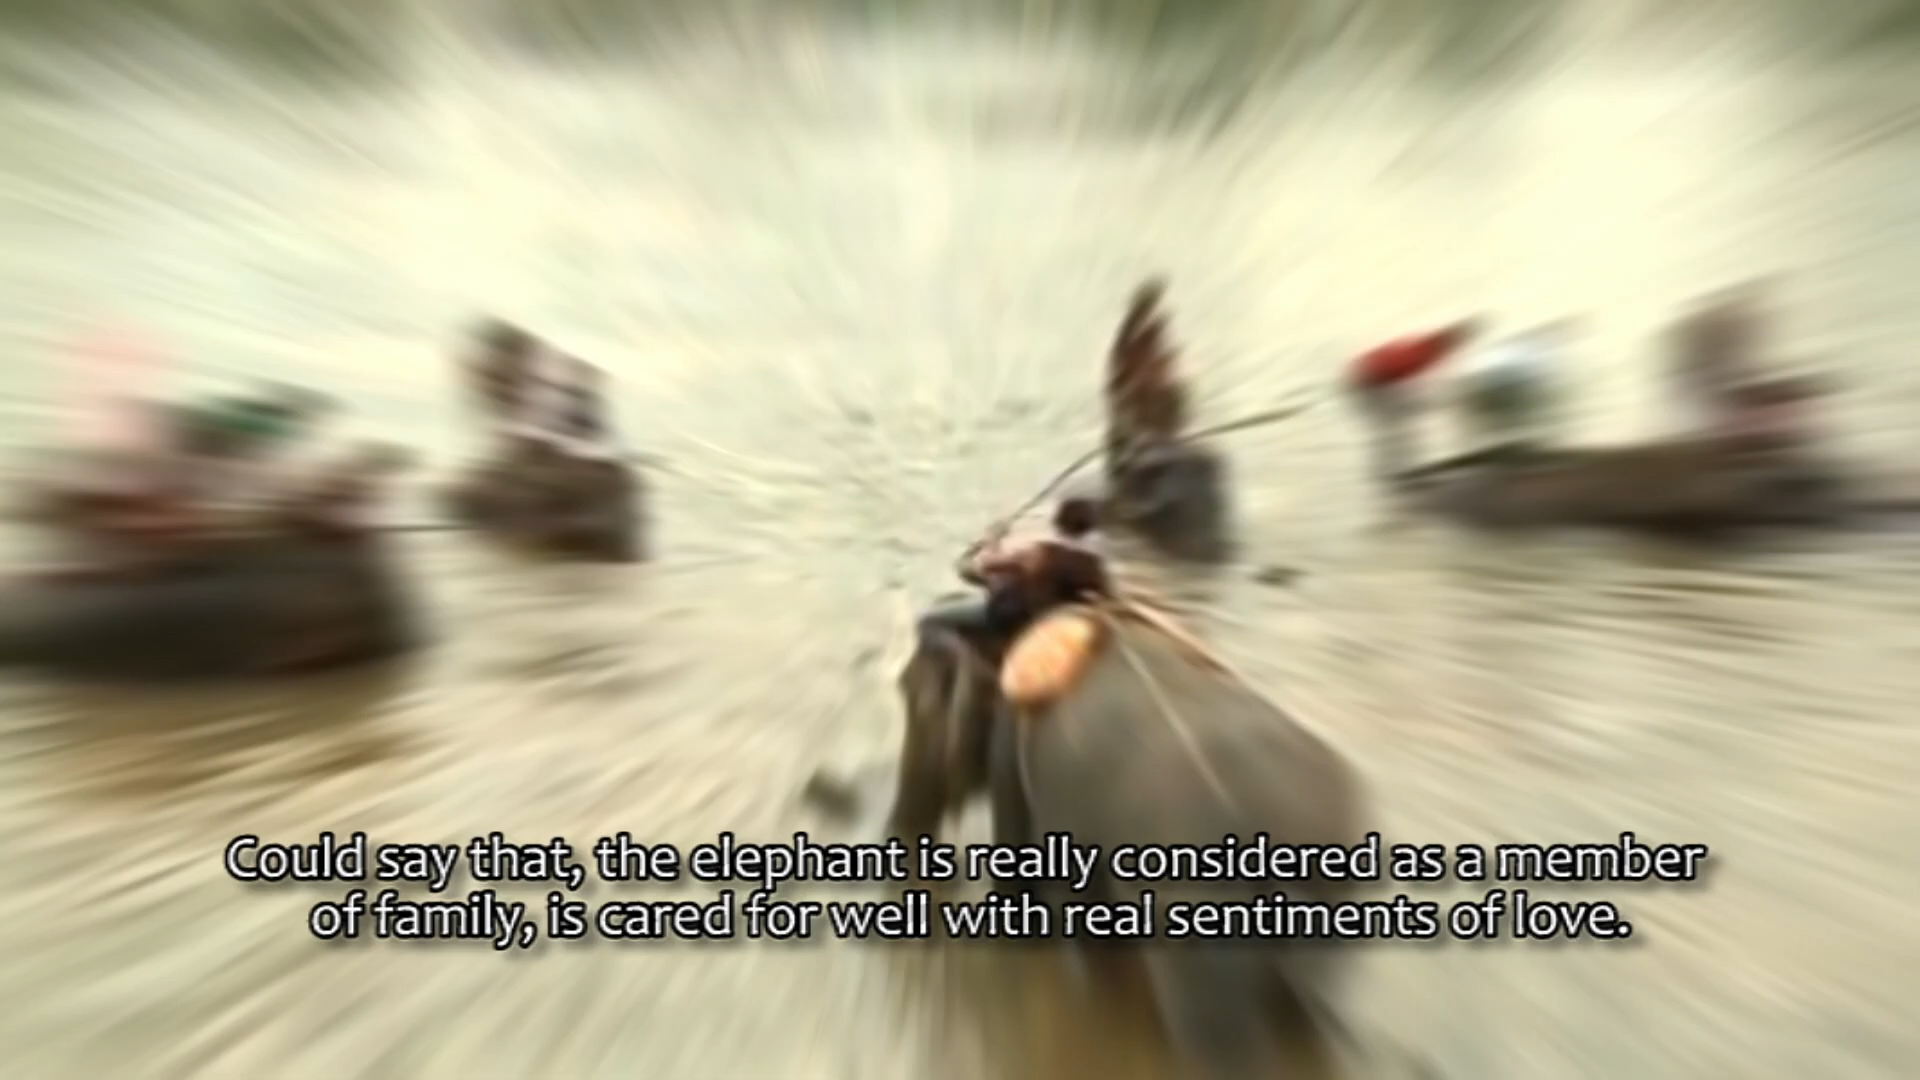 Could say that, the elephant is really considered as a member
of family, is cared for well with real sentiments of love.